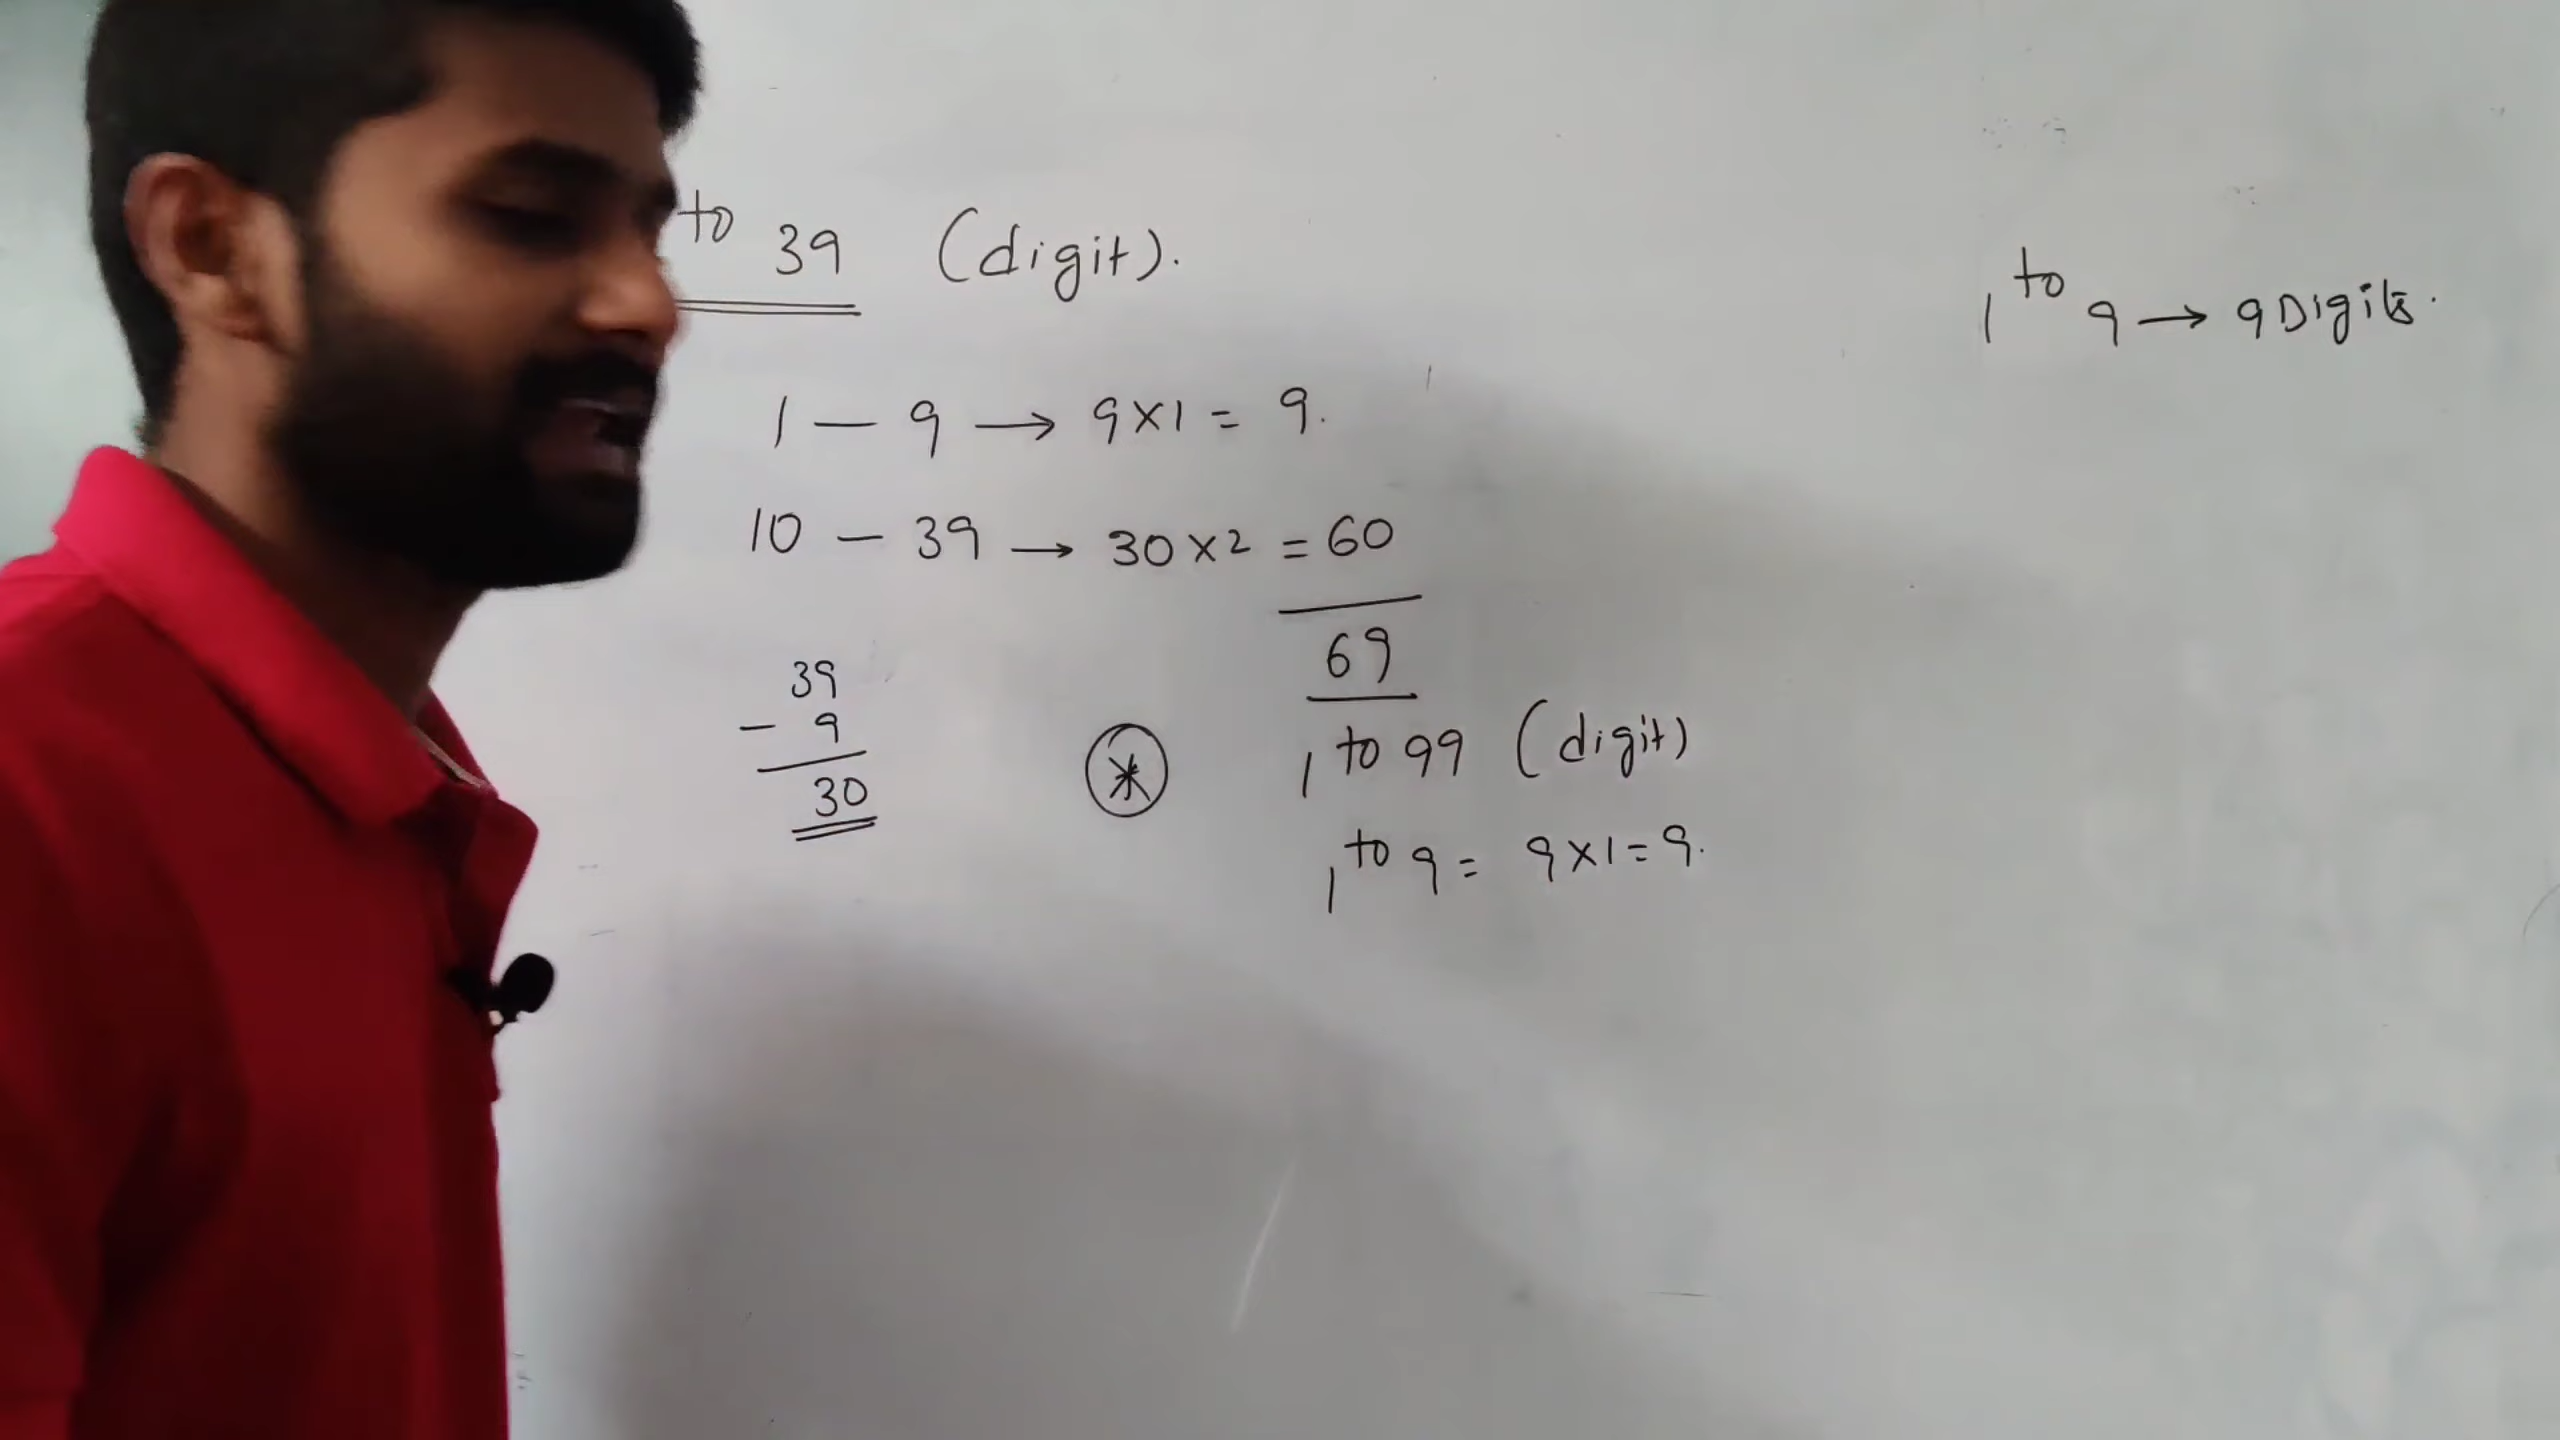 to 39 (digit).
1 to 9 → 9 Digits.
1 — 9 → 9×1 = 9.
10 – 39 → 30×2 = 60
69
39
- 9
30
* 1 to 99 (digit)
1 to 9 = 9×1=9.